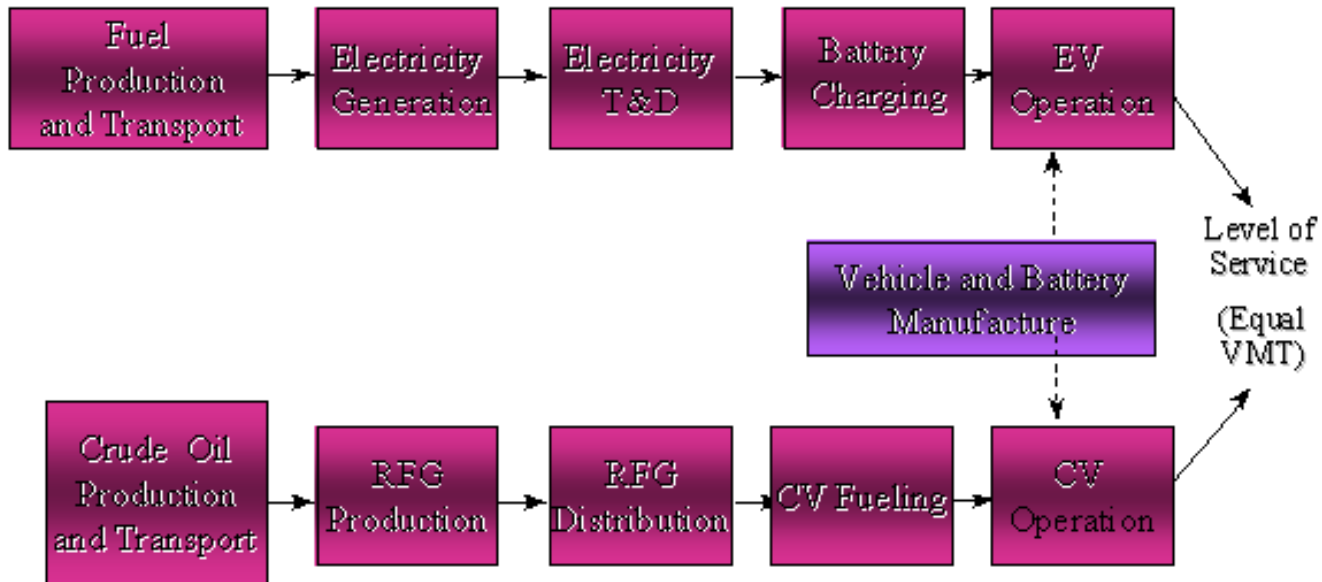 Fuel
Production
and Transport
Electricity
Generation
Electricity
T&D
Battery
Charging
EV
Operation
Level of
Service
(Equal
VMT)
Vehicle and Battery
Manufacture
Crude Oil
Production
and Transport
RFG
Production
RFG
Distribution
CV Fueling
CV
Operation